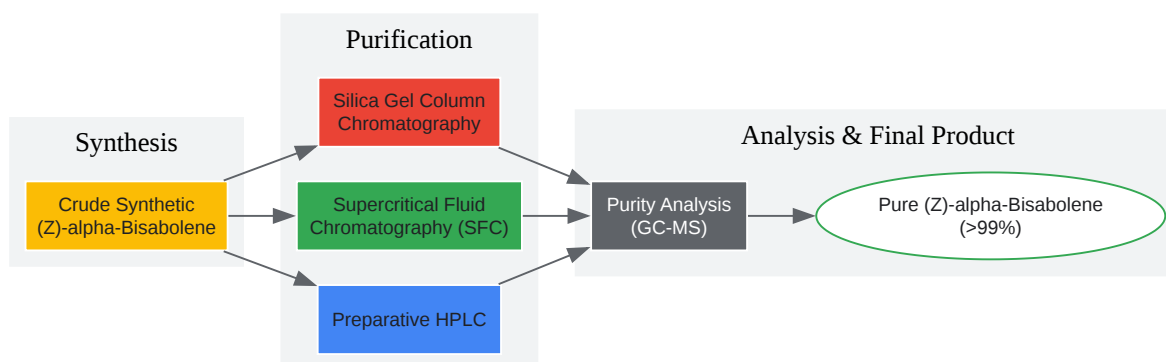 Synthesis
Crude Synthetic
(Z)-alpha-Bisabolene
Purification
Silica Gel Column
Chromatography
Supercritical Fluid
Chromatography (SFC)
Preparative HPLC
Analysis & Final Product
Purity Analysis
(GC-MS)
Pure (Z)-alpha-Bisabolene
(>99%)